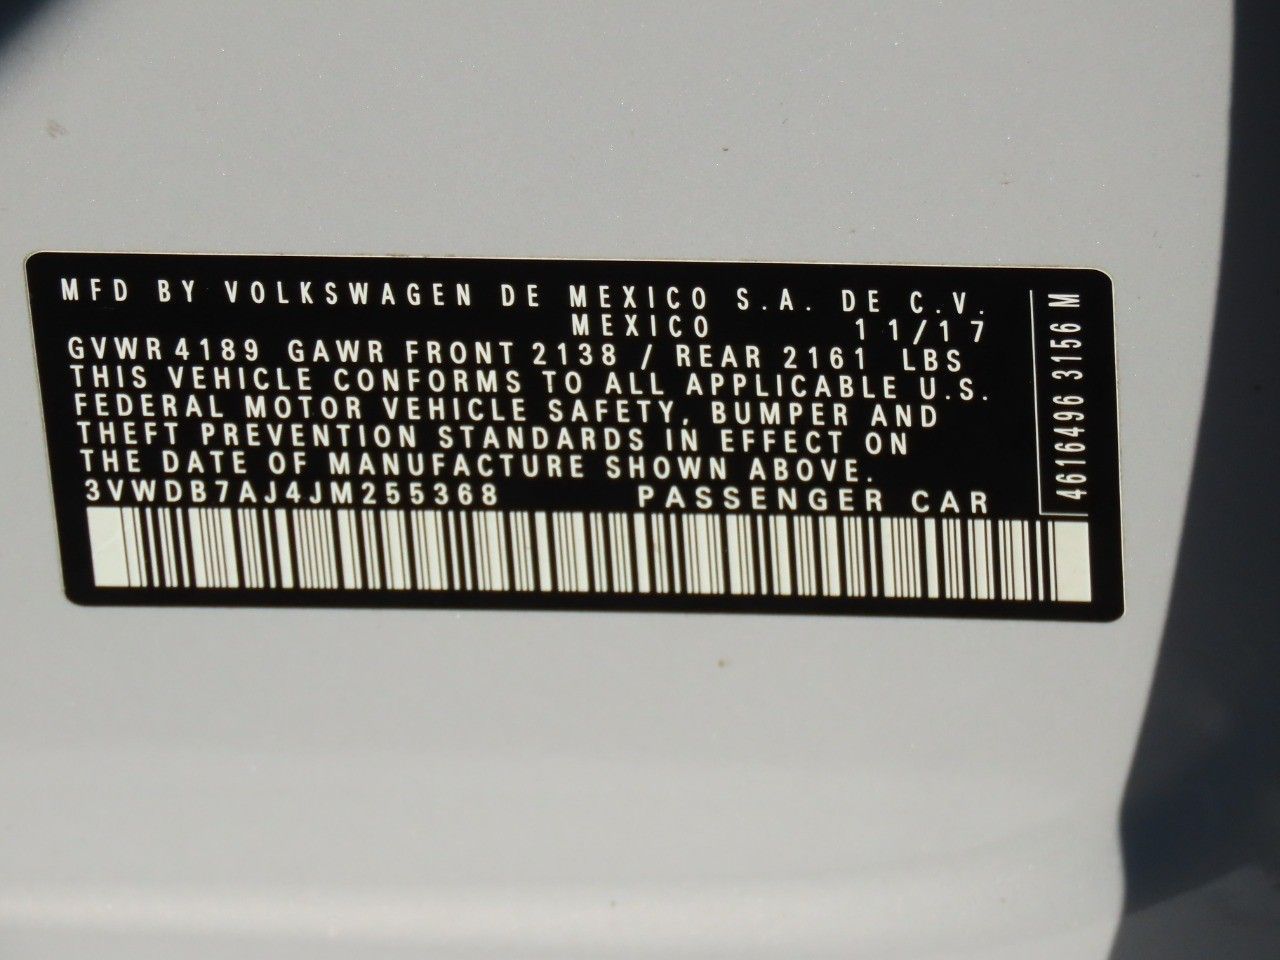 MFD BY VOLKSWAGEN DE MEXICO S.A. DE C.V.
MEXICO 11/17
GVWR 4189 GAWR FRONT 2138 / REAR 2161 LBS
THIS VEHICLE CONFORMS TO ALL APPLICABLE U.S.
FEDERAL MOTOR VEHICLE SAFETY, BUMPER AND
THEFT PREVENTION STANDARDS IN EFFECT ON
THE DATE OF MANUFACTURE SHOWN ABOVE.
3VWDB7AJ4JM255368 PASSENGER CAR
4616496 3156 M